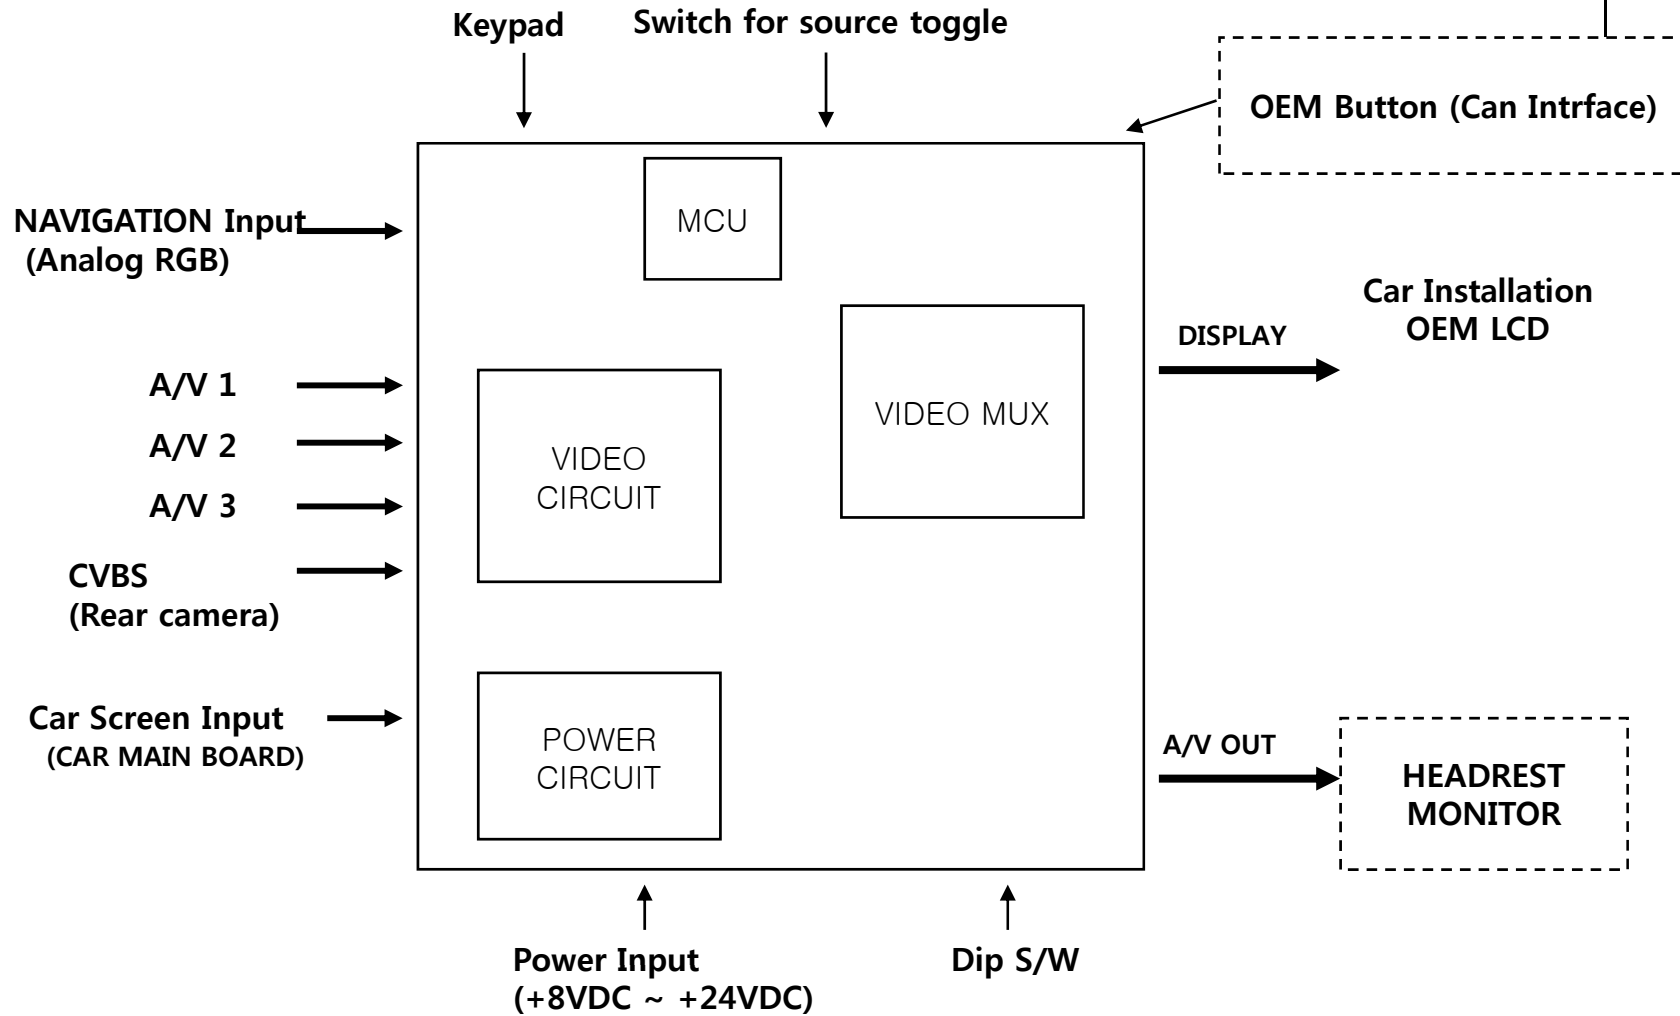 Keypad
Switch for source toggle
OEM Button (Can Intrface)
NAVIGATION Input
(Analog RGB)
MCU
Car Installation
OEM LCD
DISPLAY
A/V 1
A/V 2
A/V 3
CVBS
(Rear camera)
VIDEO
CIRCUIT
VIDEO MUX
Car Screen Input
(CAR MAIN BOARD)
POWER
CIRCUIT
A/V OUT
HEADREST
MONITOR
Power Input
(+8VDC ~ +24VDC)
Dip S/W